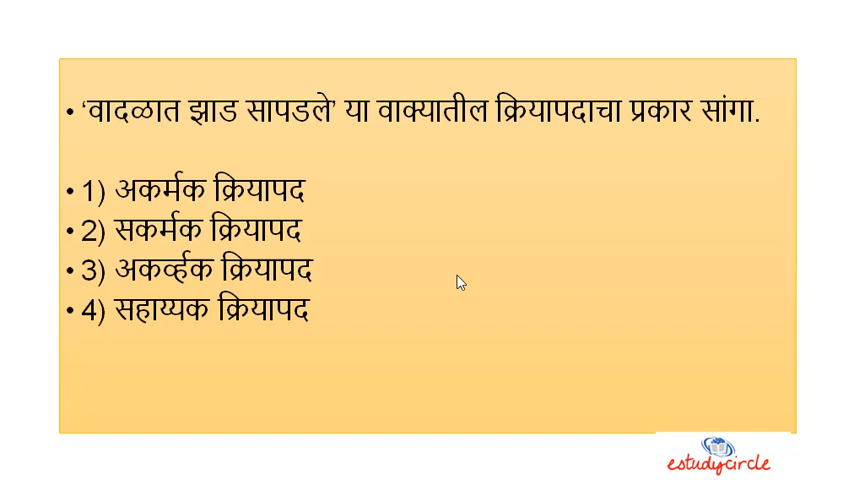 • ‘वादळात झाड सापडले’ या वाक्यातील क्रियापदाचा प्रकार सांगा.
• 1) अकर्मक क्रियापद
• 2) सकर्मक क्रियापद
• 3) अकर्व्हक क्रियापद
• 4) सहाय्यक क्रियापद
estudycircle